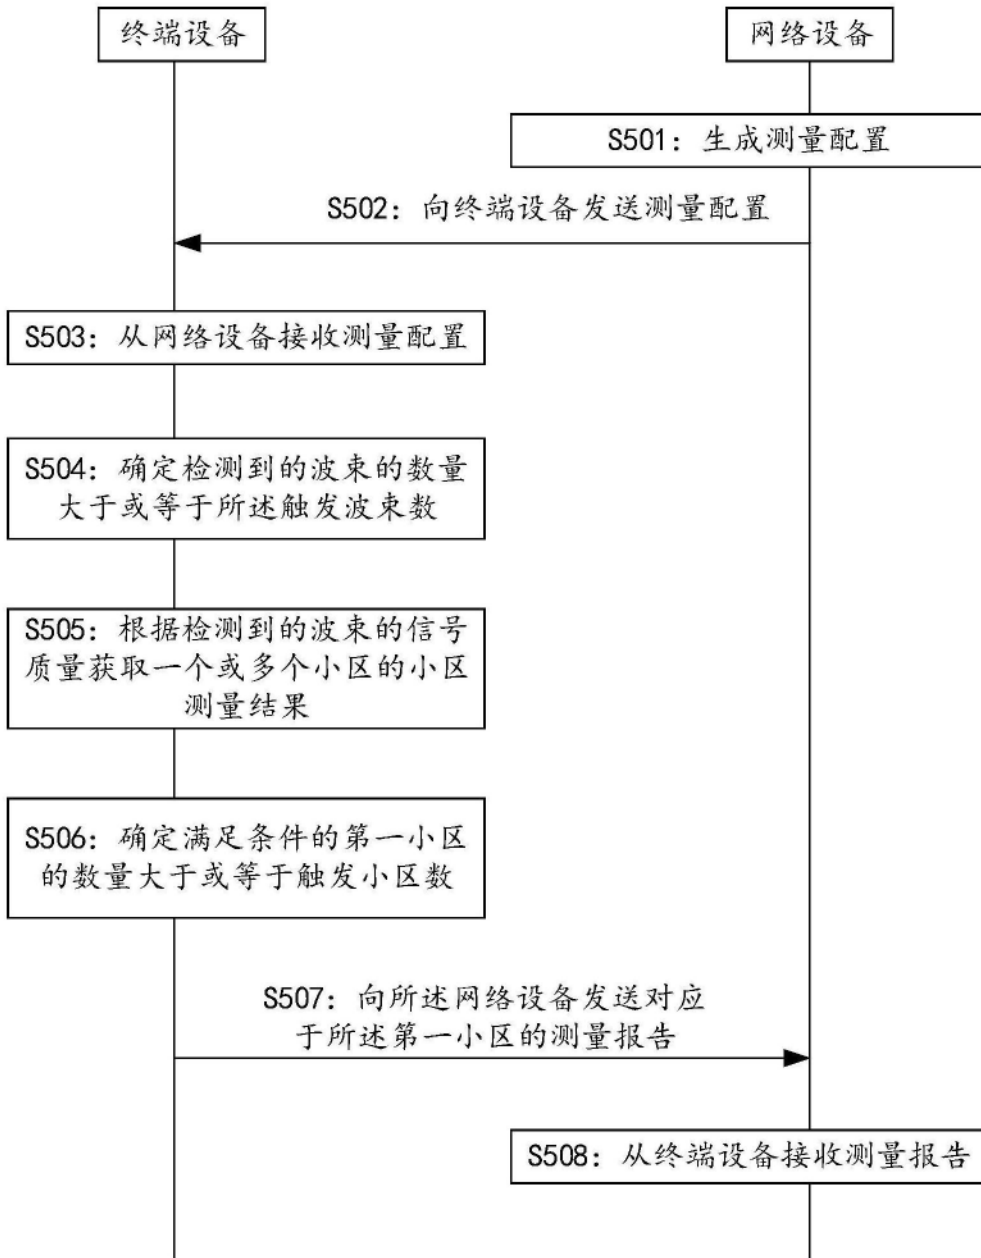 终端设备
网络设备
S501：生成测量配置
S502：向终端设备发送测量配置
S503：从网络设备接收测量配置
S504：确定检测到的波束的数量
大于或等于所述触发波束数
S505：根据检测到的波束的信号
质量获取一个或多个小区的小区
测量结果
S506：确定满足条件的第一小区
的数量大于或等于触发小区数
S507：向所述网络设备发送对应
于所述第一小区的测量报告
S508：从终端设备接收测量报告